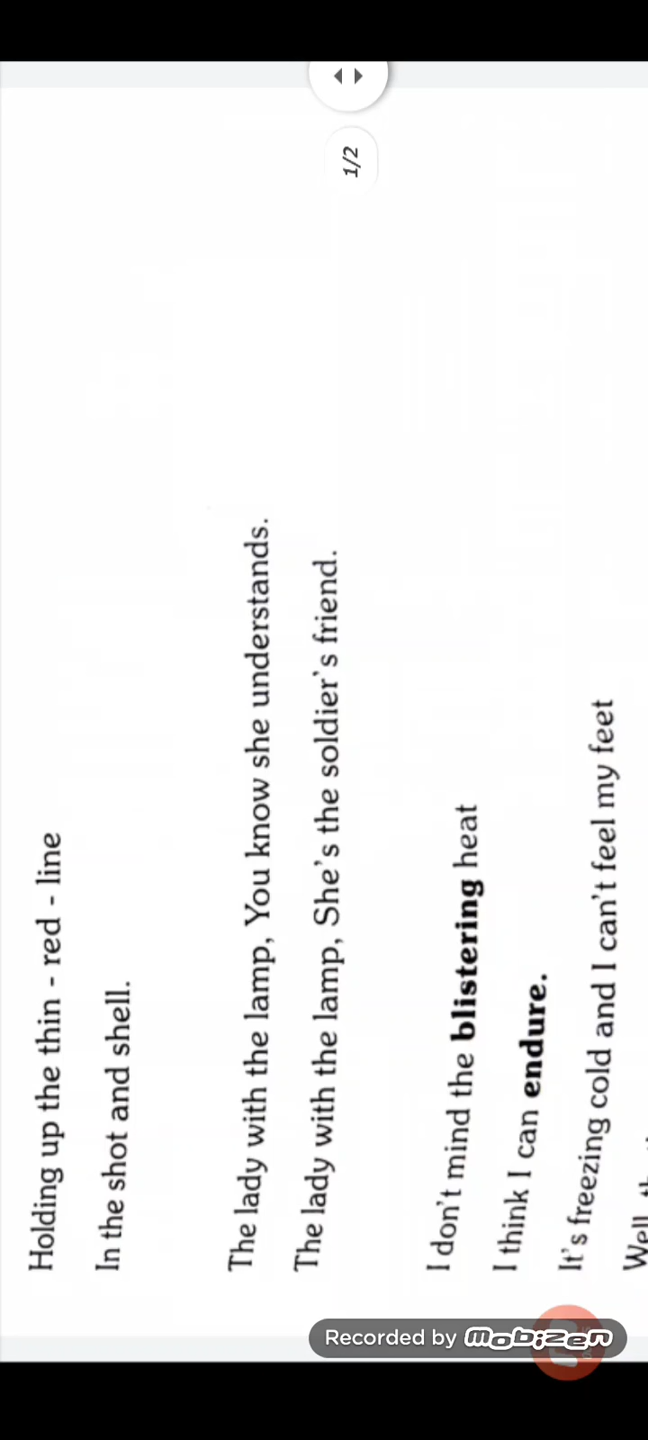 1/2
Holding up the thin - red - line
In the shot and shell.
The lady with the lamp, You know she understands.
The lady with the lamp, She's the soldier's friend.
I don't mind the blistering heat
I think I can endure.
It's freezing cold and I can't feel my feet
Well,
Recorded by mobizen